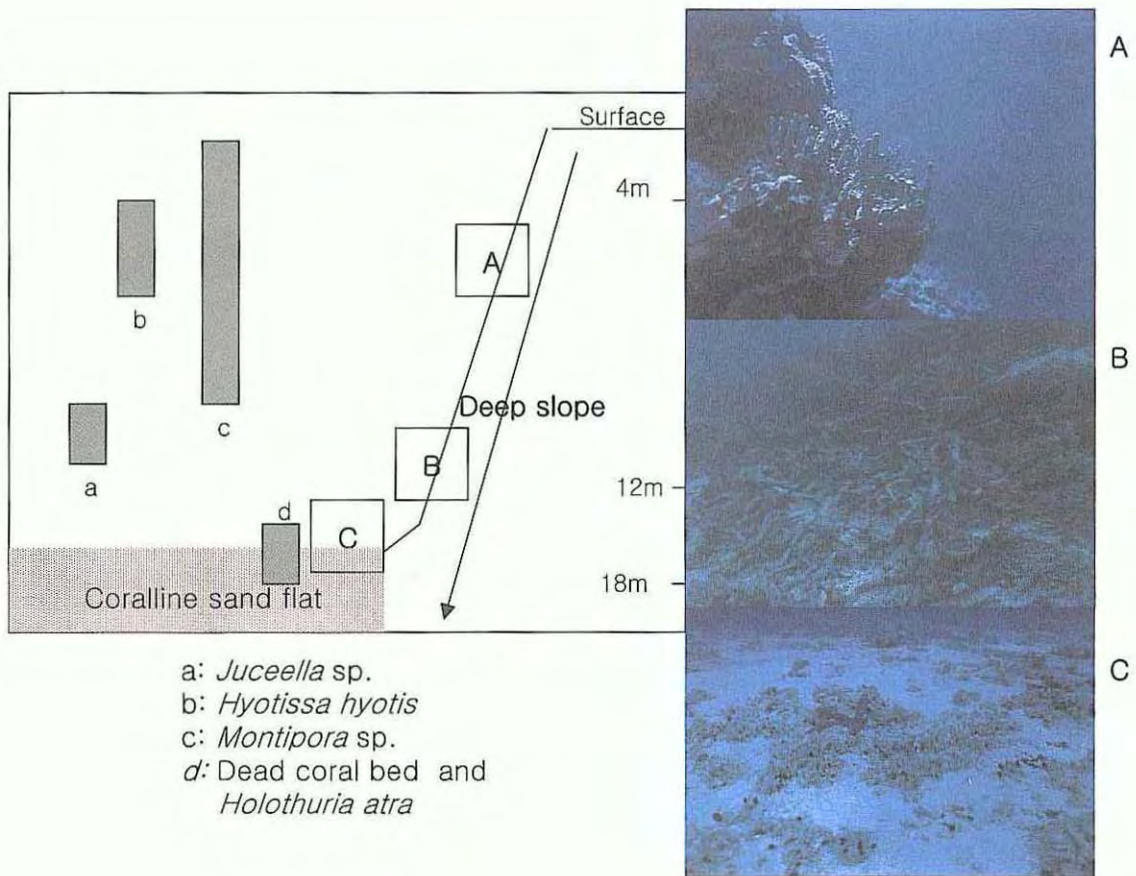 A
Surface
4m
A
b
B
Deep slope
c
B
a
12m
d
C
18m
Coralline sand flat
C
a: Juceella sp.
b: Hyotissa hyotis
c: Montipora sp.
d: Dead coral bed and
Holothuria atra